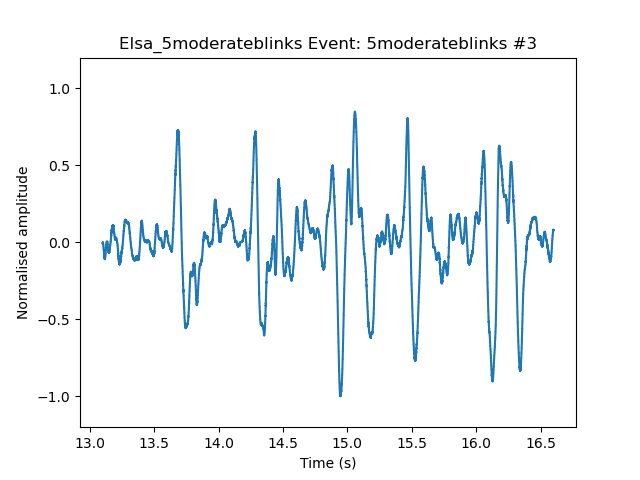 Elsa_5moderateblinks Event: 5moderateblinks #3
1.0
0.5
0.0
−0.5
−1.0
Normalised amplitude
13.0 13.5 14.0 14.5 15.0 15.5 16.0 16.5
Time (s)